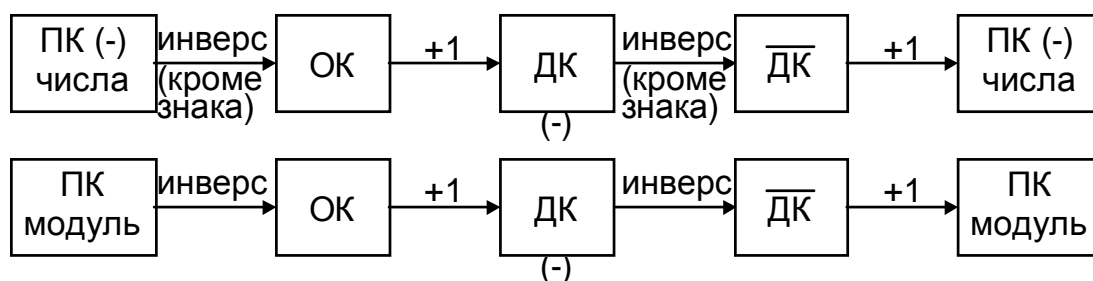 ПК (-) числа
инверс (кроме знака)
ОК
+1
ДК
(-)
инверс (кроме знака)
ДК
+1
ПК (-) числа
ПК модуль
инверс
ОК
+1
ДК
(-)
инверс
ДК
+1
ПК модуль